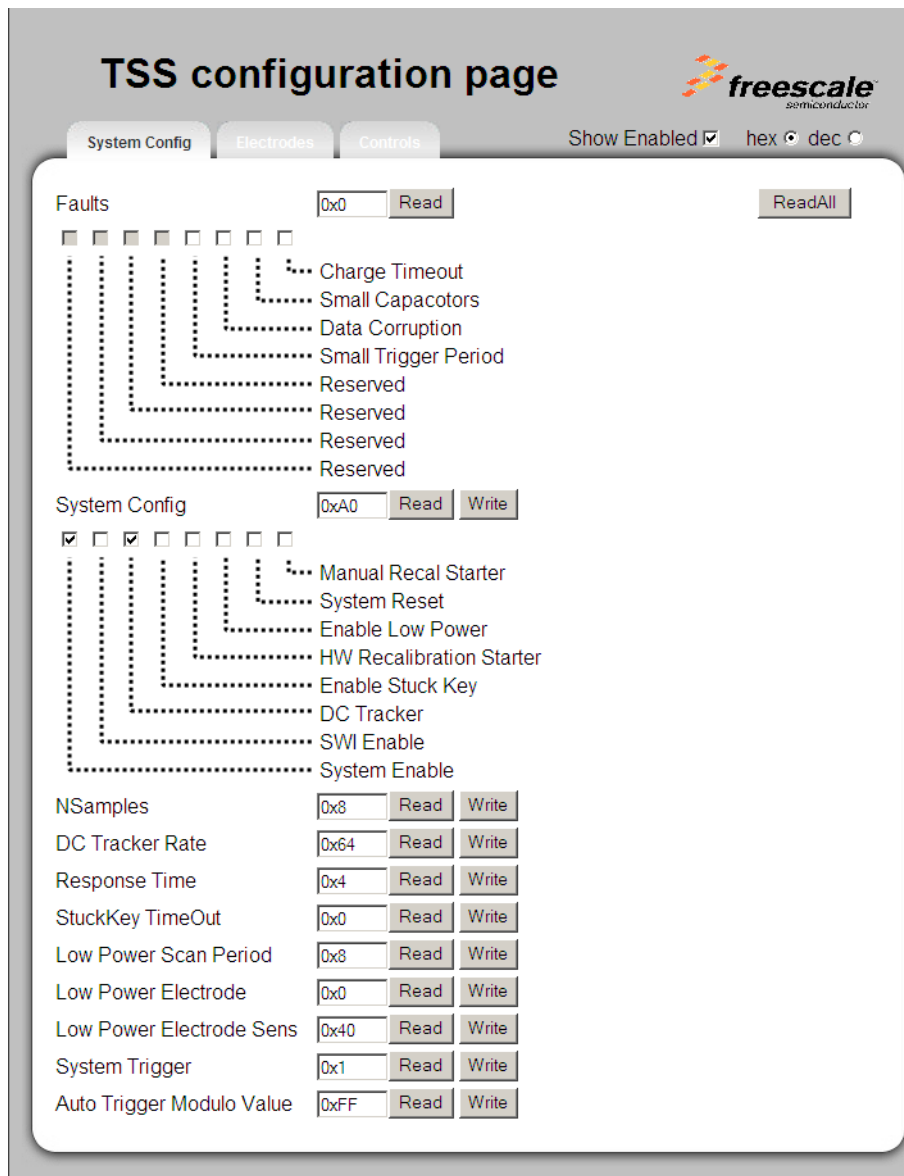 TSS configuration page
freescale™
semiconductor
System Config Electrodes Controls Show Enabled hex dec
Faults 0x0 Read ReadAll
Charge Timeout
Small Capacotors
Data Corruption
Small Trigger Period
Reserved
Reserved
Reserved
Reserved
System Config 0xA0 Read Write
Manual Recal Starter
System Reset
Enable Low Power
HW Recalibration Starter
Enable Stuck Key
DC Tracker
SWI Enable
System Enable
NSamples 0x8 Read Write
DC Tracker Rate 0x64 Read Write
Response Time 0x4 Read Write
StuckKey TimeOut 0x0 Read Write
Low Power Scan Period 0x8 Read Write
Low Power Electrode 0x0 Read Write
Low Power Electrode Sens 0x40 Read Write
System Trigger 0x1 Read Write
Auto Trigger Modulo Value 0xFF Read Write